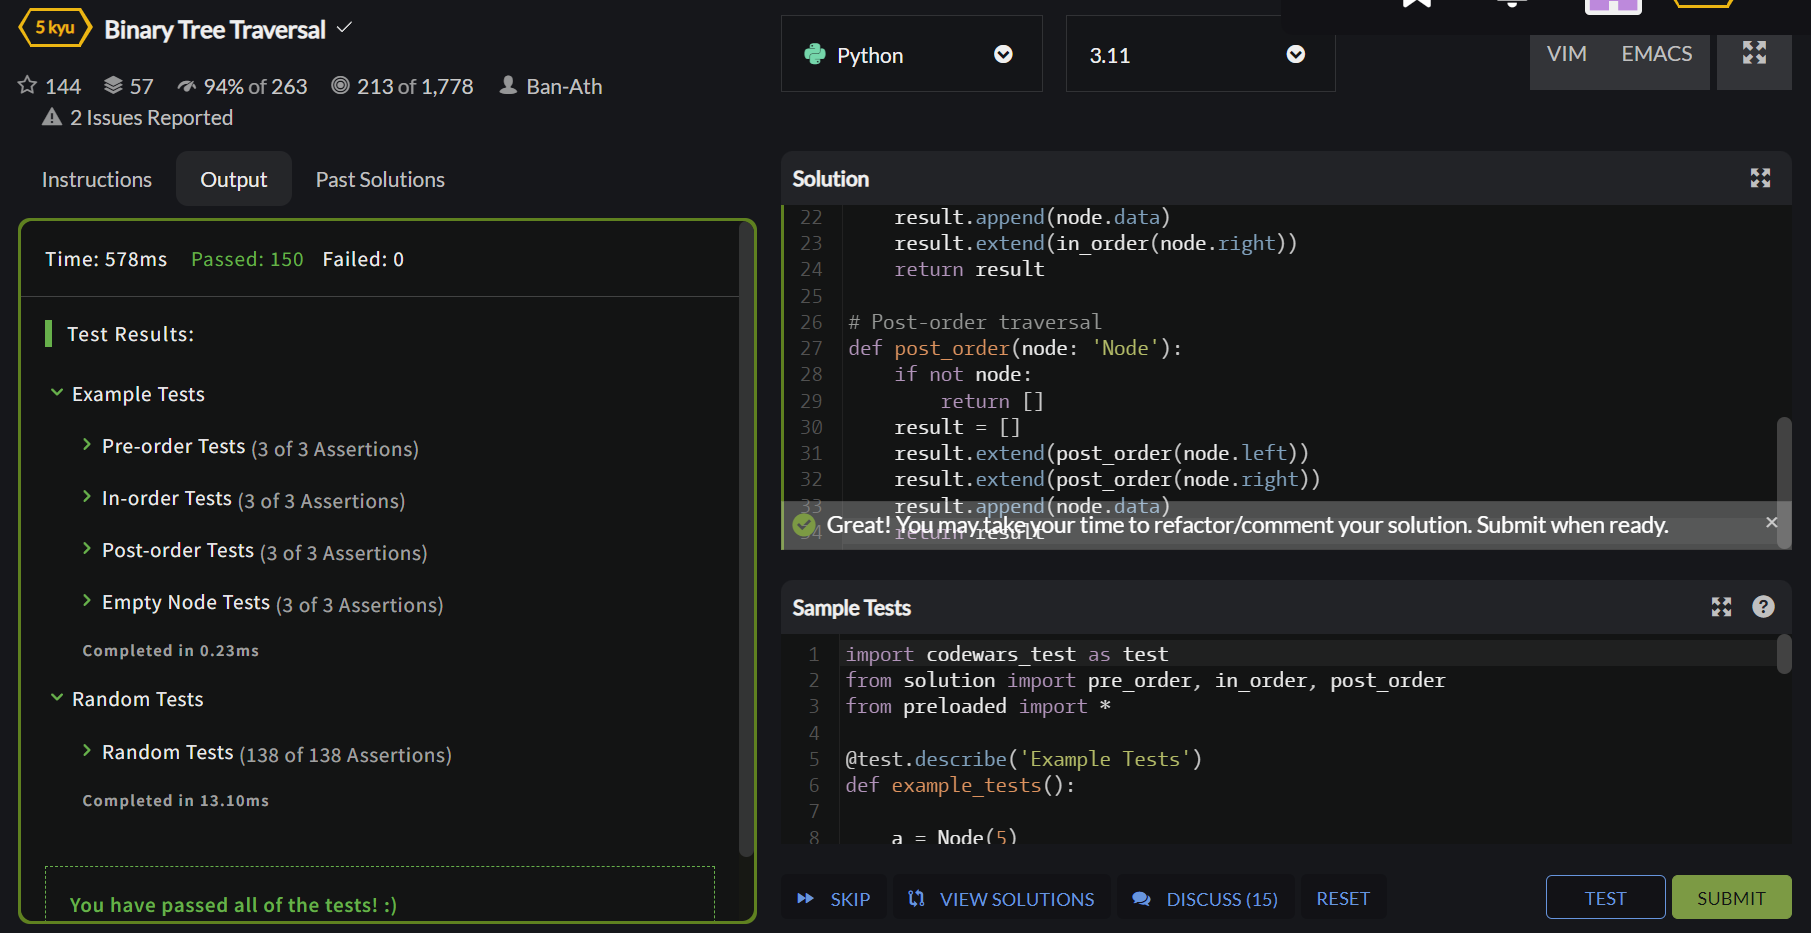 5 kyu Binary Tree Traversal
144 57 94% of 263 213 of 1,778 Ban-Ath
2 Issues Reported
Instructions Output Past Solutions
Time: 578ms Passed: 150 Failed: 0
Test Results:
Example Tests
Pre-order Tests (3 of 3 Assertions)
In-order Tests (3 of 3 Assertions)
Post-order Tests (3 of 3 Assertions)
Empty Node Tests (3 of 3 Assertions)
Completed in 0.23ms
Random Tests
Random Tests (138 of 138 Assertions)
Completed in 13.10ms
You have passed all of the tests! :)
Python 3.11 VIM EMACS
Solution
22     result.append(node.data)
23     result.extend(in_order(node.right))
24     return result
25
26 # Post-order traversal
27 def post_order(node: 'Node'):
28     if not node:
29         return []
30     result = []
31     result.extend(post_order(node.left))
32     result.extend(post_order(node.right))
33     result.append(node.data)
34     return result
Great! You may take your time to refactor/comment your solution. Submit when ready.
Sample Tests
1 import codewars_test as test
2 from solution import pre_order, in_order, post_order
3 from preloaded import *
4
5 @test.describe('Example Tests')
6 def example_tests():
7
8     a = Node(5)
SKIP VIEW SOLUTIONS DISCUSS (15) RESET TEST SUBMIT